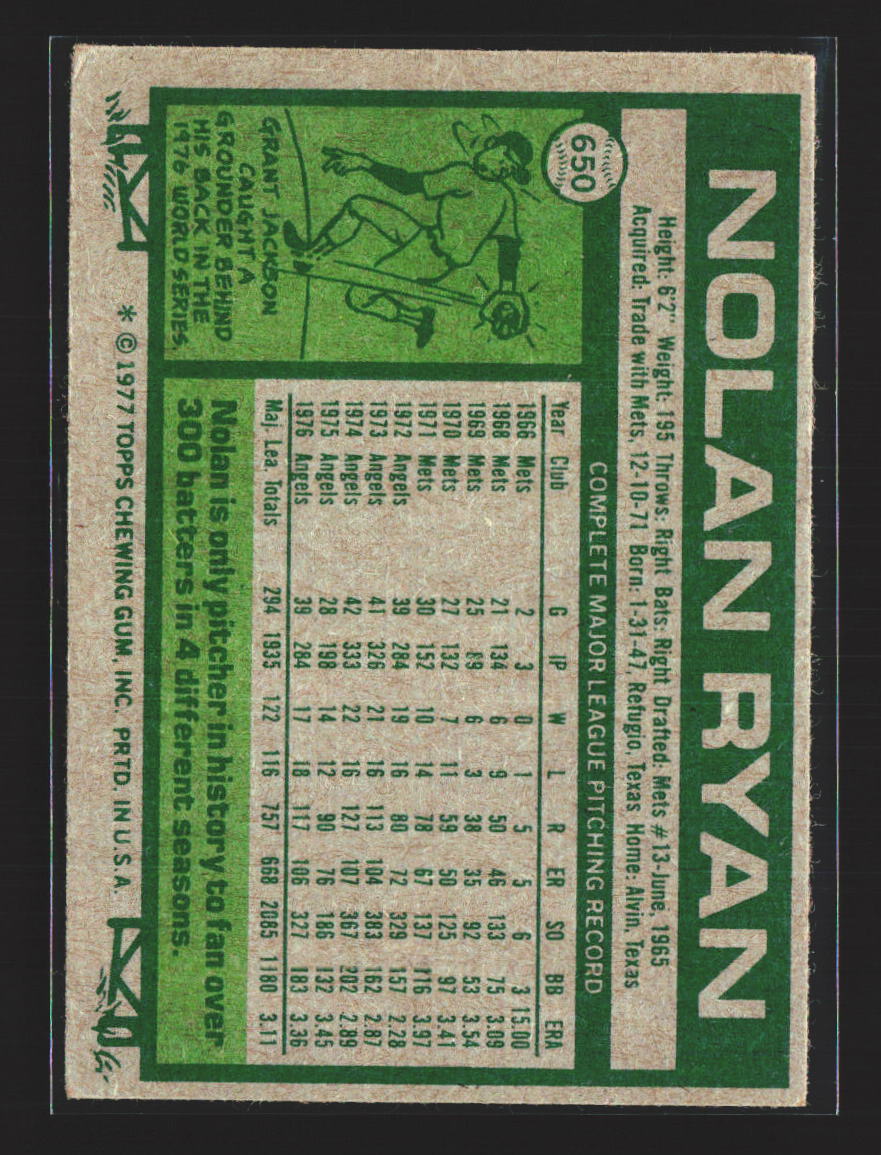 NOLAN RYAN
650
Height: 6'2" Weight: 195 Throws: Right Bats: Right Drafted: Mets #13-June, 1965
Acquired: Trade with Mets, 12-10-71 Born: 1-31-47, Refugio, Texas Home: Alvin, Texas
COMPLETE MAJOR LEAGUE PITCHING RECORD
Year Club G IP W L R ER SO BB ERA
1966 Mets 2 3 0 1 5 5 6 3 15.00
1968 Mets 21 134 6 9 50 46 133 75 3.09
1969 Mets 25 89 6 3 38 35 92 53 3.54
1970 Mets 27 132 7 11 59 50 125 97 3.41
1971 Mets 30 152 10 14 78 67 137 116 3.97
1972 Angels 39 284 19 16 80 72 329 157 2.28
1973 Angels 41 326 21 16 113 104 383 162 2.87
1974 Angels 42 333 22 16 127 107 367 202 2.89
1975 Angels 28 198 14 12 90 76 186 132 3.45
1976 Angels 39 284 17 18 117 106 327 183 3.36
Maj. Lea. Totals 294 1935 122 116 757 668 2085 1180 3.11
GRANT JACKSON
CAUGHT A
GROUNDER BEHIND
HIS BACK IN THE
1976 WORLD SERIES.
Nolan is only pitcher in history to fan over
300 batters in 4 different seasons.
* © 1977 TOPPS CHEWING GUM, INC. PRTD. IN U.S.A.